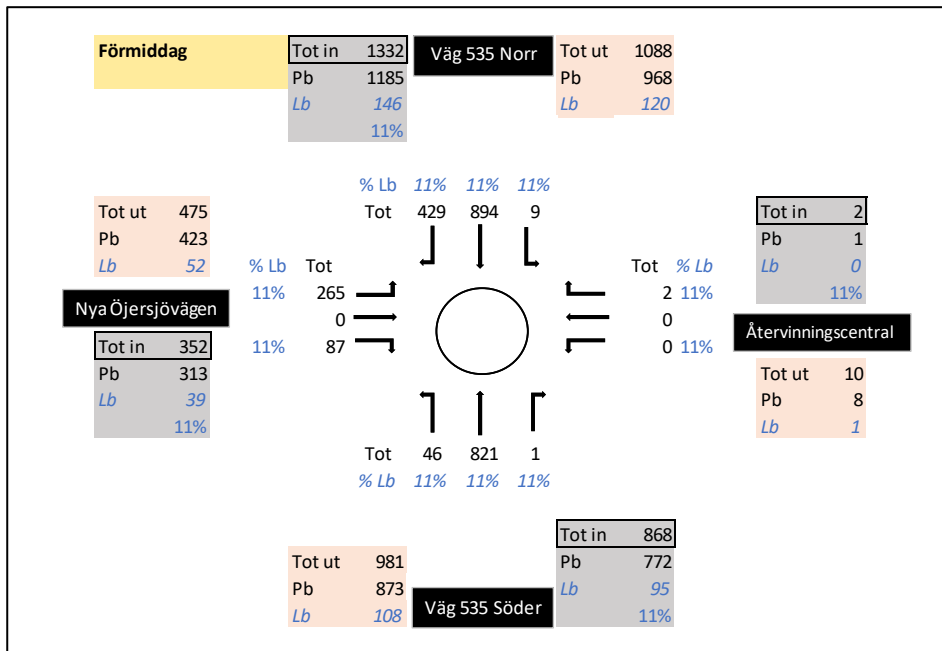 Förmiddag
Tot in 1332
Pb 1185
Lb 146
11%
Väg 535 Norr
Tot ut 1088
Pb 968
Lb 120
% Lb 11% 11% 11%
Tot 429 894 9
Tot ut 475
Pb 423
Lb 52
Nya Öjersjövägen
Tot in 352
Pb 313
Lb 39
11%
% Lb Tot
11% 265
0
11% 87
Tot % Lb
2 11%
0
0 11%
Tot in 2
Pb 1
Lb 0
11%
Återvinningscentral
Tot ut 10
Pb 8
Lb 1
Tot 46 821 1
% Lb 11% 11% 11%
Tot ut 981
Pb 873
Lb 108
Väg 535 Söder
Tot in 868
Pb 772
Lb 95
11%